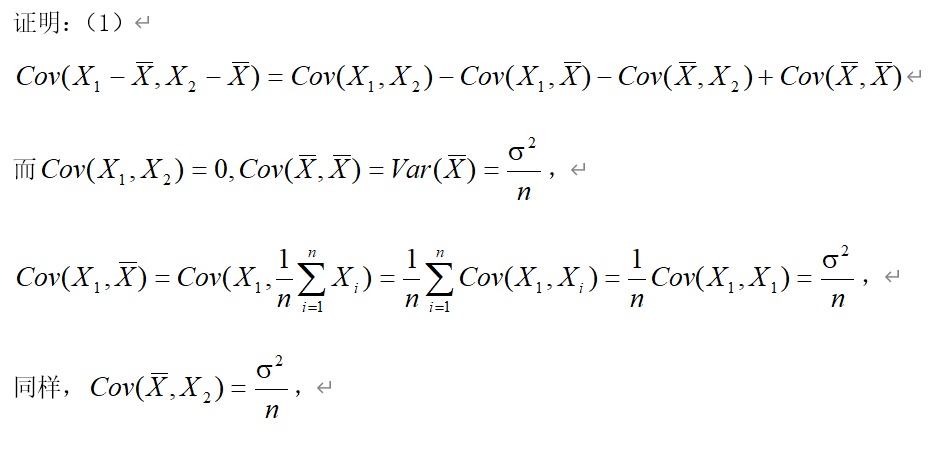 证明：（1）↵
Cov(X₁ − X̅, X₂ − X̅) = Cov(X₁, X₂) − Cov(X₁, X̅) − Cov(X̅, X₂) + Cov(X̅, X̅)↵
而 Cov(X₁, X₂) = 0, Cov(X̅, X̅) = Var(X̅) = σ²/n，↵
Cov(X₁, X̅) = Cov(X₁, 1/n ∑ᵢ₌₁ⁿ Xᵢ) = 1/n ∑ᵢ₌₁ⁿ Cov(X₁, Xᵢ) = 1/n Cov(X₁, X₁) = σ²/n，↵
同样，Cov(X̅, X₂) = σ²/n，↵